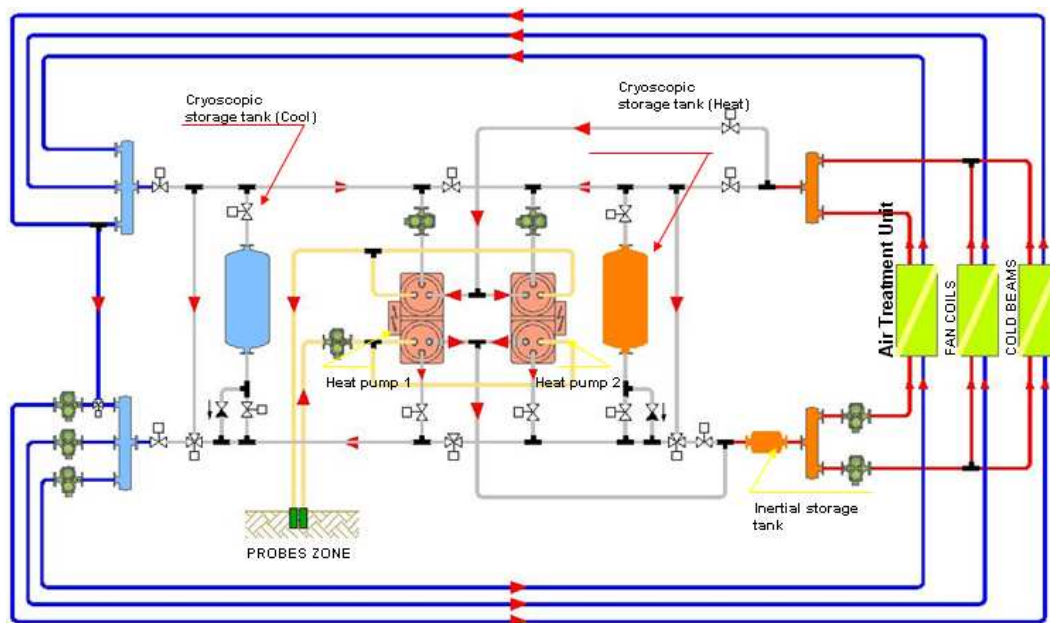 Cryoscopic
storage tank (Cool)
Cryoscopic
storage tank (Heat)
Air Treatment Unit
FAN COILS
COLD BEAMS
Heat pump 1
Heat pump 2
Inertial storage
tank
PROBES ZONE